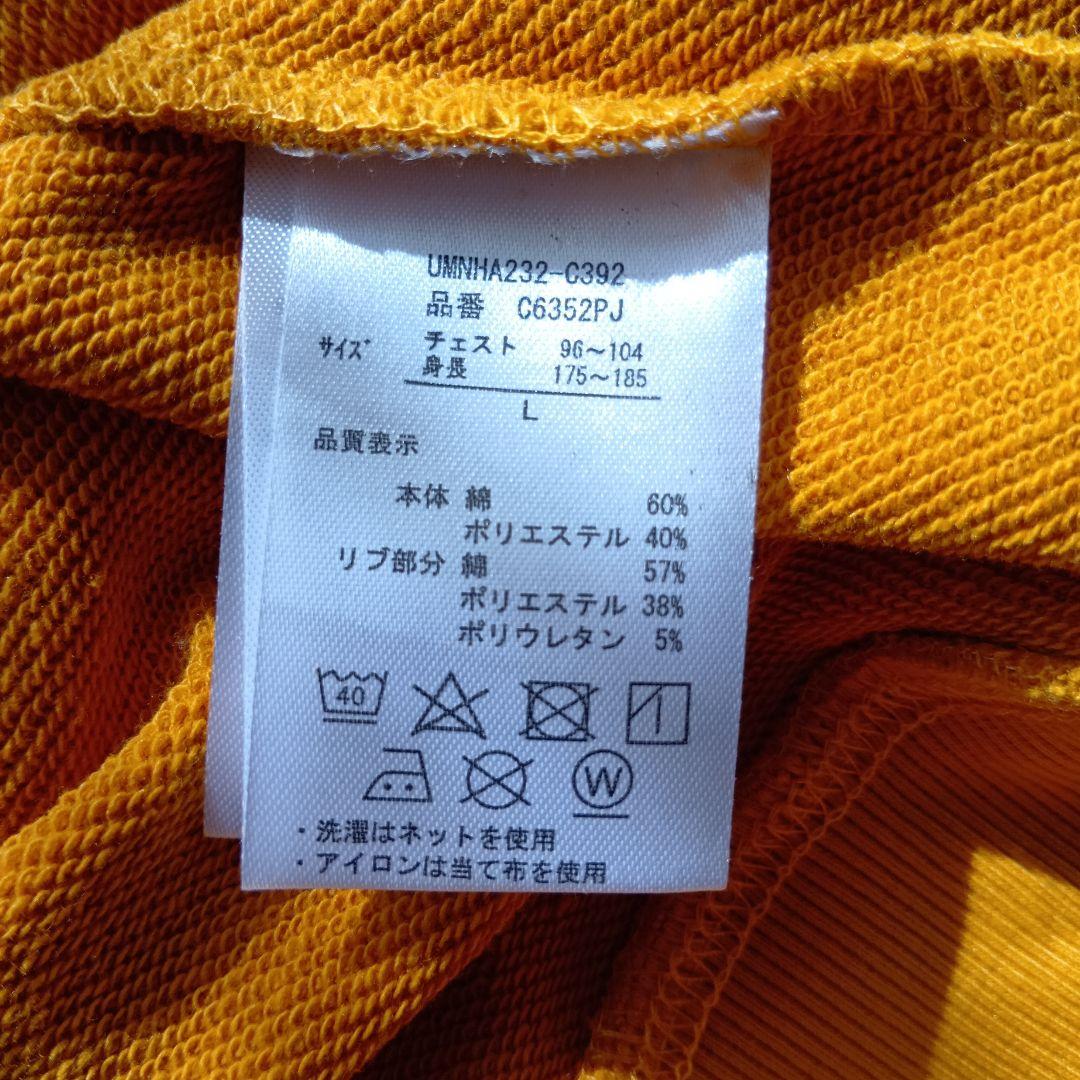 UMNHA232-C392
品番 C6352PJ
サイズ チェスト 96～104
身長 175～185
L
品質表示
本体 綿 60%
ポリエステル 40%
リブ部分 綿 57%
ポリエステル 38%
ポリウレタン 5%
40
W
・洗濯はネットを使用
・アイロンは当て布を使用